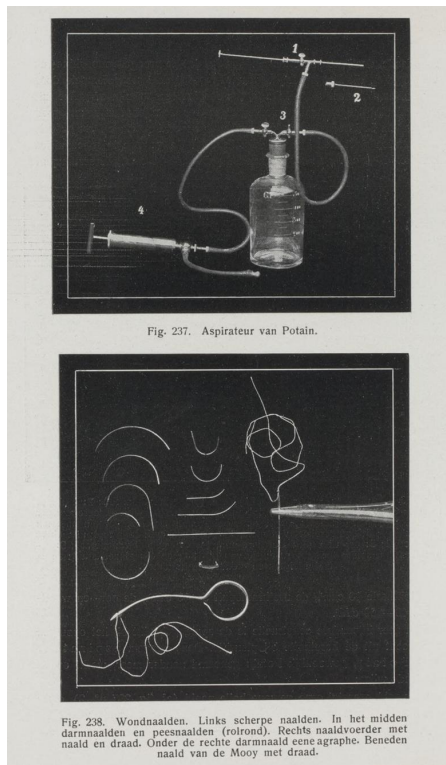 1
2
3
4
Fig. 237. Aspirateur van Potain.
Fig. 238. Wondnaalden. Links scherpe naalden. In het midden
darmnaalden en peesnaalden (rolrond). Rechts naaldvoerder met
naald en draad. Onder de rechte darmnaald eene agraphe. Beneden
naald van de Mooy met draad.